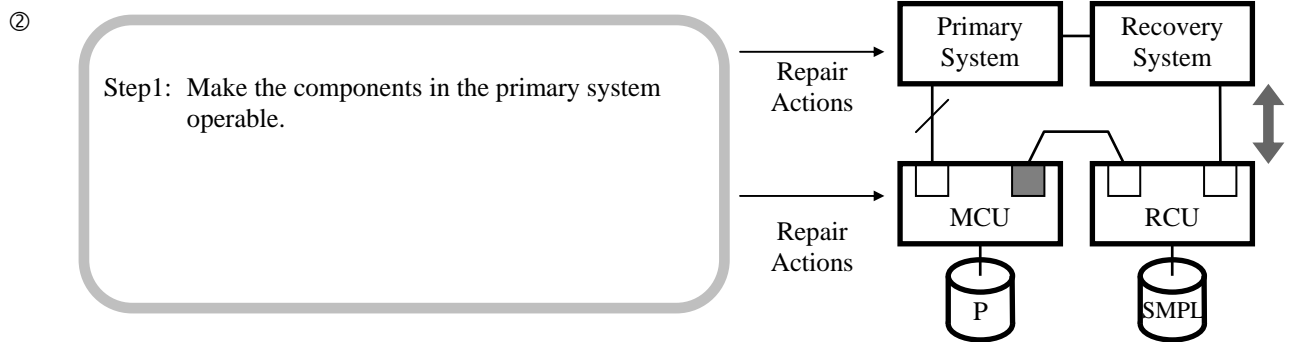 ②
Step1: Make the components in the primary system
operable.
Repair
Actions
Repair
Actions
Primary
System
Recovery
System
MCU
RCU
P
SMPL